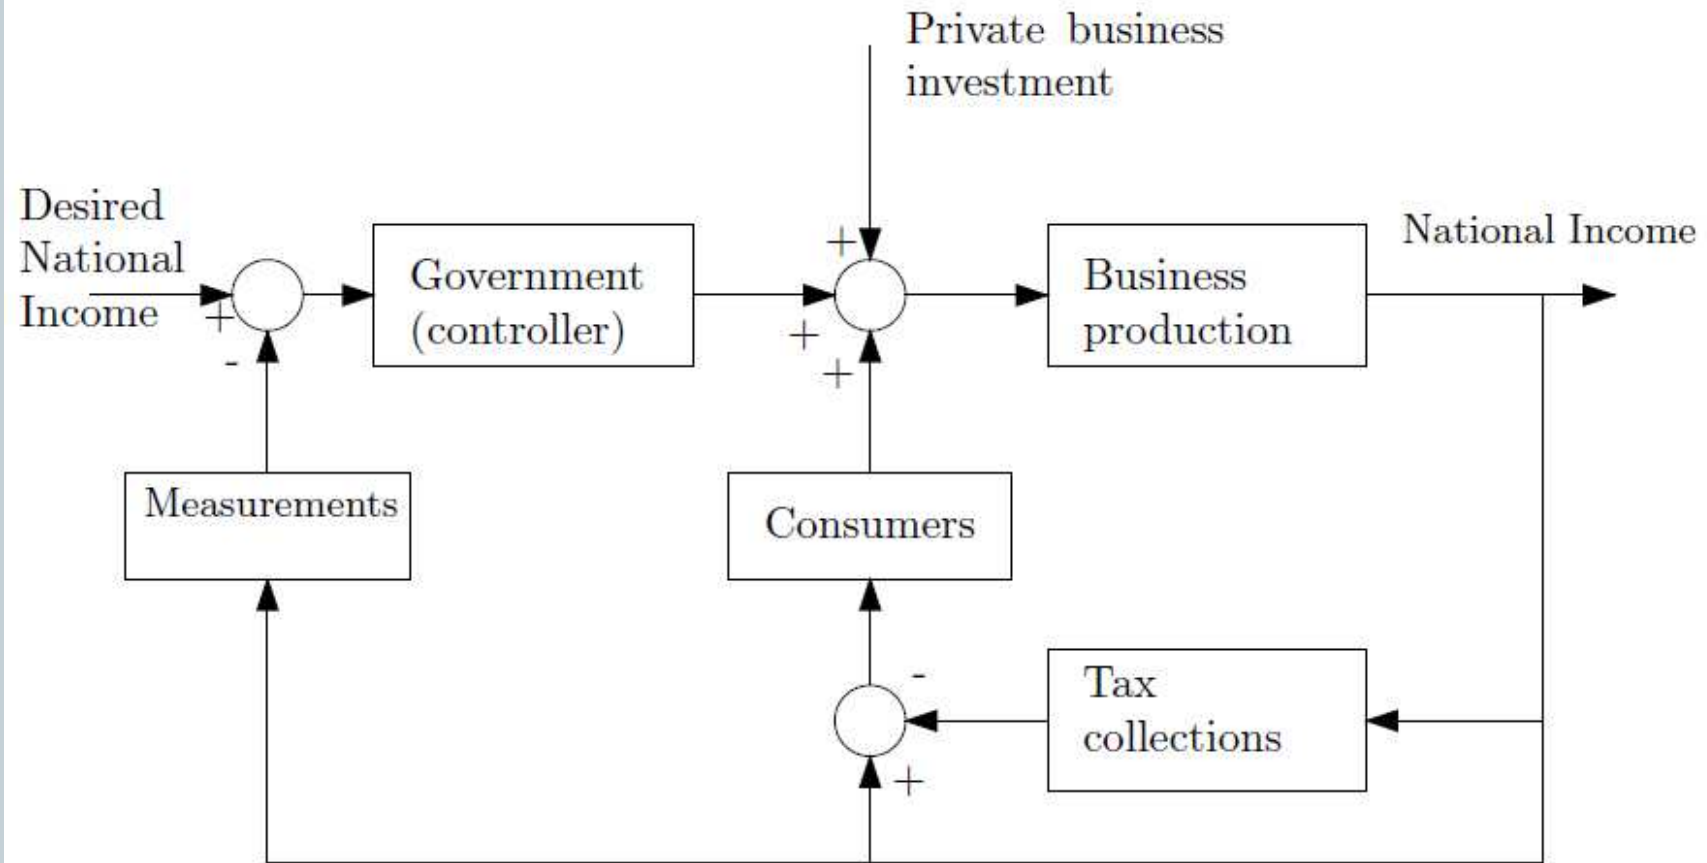 Private business
investment
Desired
National
Income
National Income
+
+
-
+
+
Government
(controller)
Business
production
Measurements
Consumers
-
+
Tax
collections